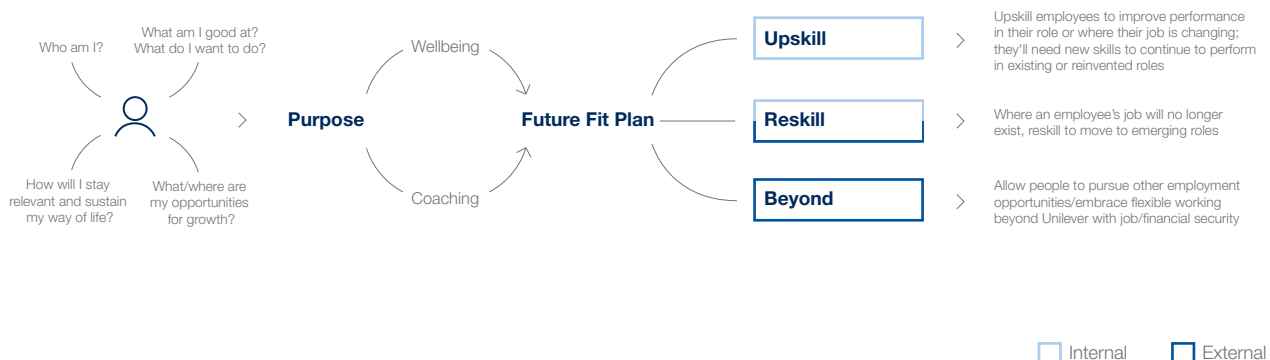 Who am I?
What am I good at?
What do I want to do?
How will I stay
relevant and sustain
my way of life?
What/where are
my opportunities
for growth?
Purpose
Wellbeing
Coaching
Future Fit Plan
Upskill
Upskill employees to improve performance
in their role or where their job is changing;
they'll need new skills to continue to perform
in existing or reinvented roles
Reskill
Where an employee's job will no longer
exist, reskill to move to emerging roles
Beyond
Allow people to pursue other employment
opportunities/embrace flexible working
beyond Unilever with job/financial security
Internal
External